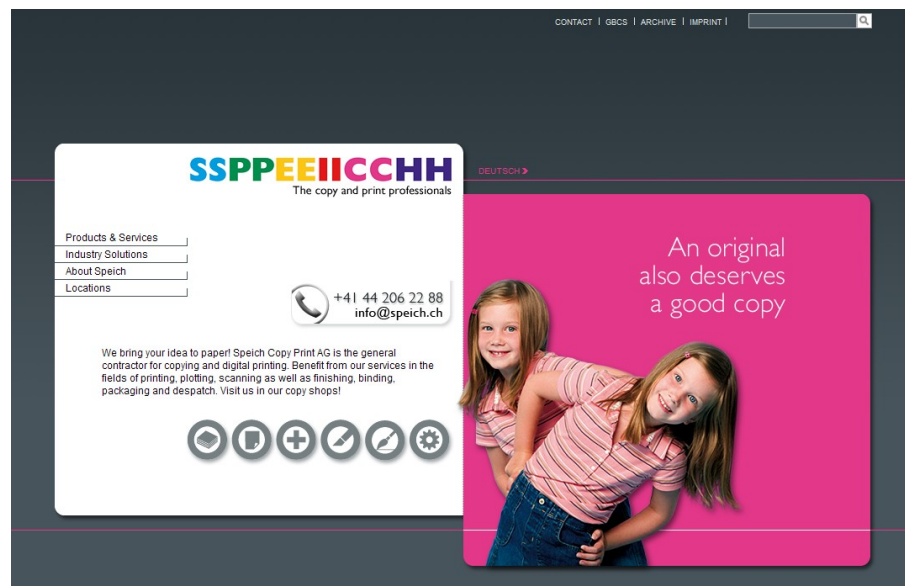 CONTACT | GBCS | ARCHIVE | IMPRINT |
SSPPEEIICCHH
The copy and print professionals
DEUTSCH
Products & Services
Industry Solutions
About Speich
Locations
+41 44 206 22 88
info@speich.ch
We bring your idea to paper! Speich Copy Print AG is the general
contractor for copying and digital printing. Benefit from our services in the
fields of printing, plotting, scanning as well as finishing, binding,
packaging and despatch. Visit us in our copy shops!
An original
also deserves
a good copy